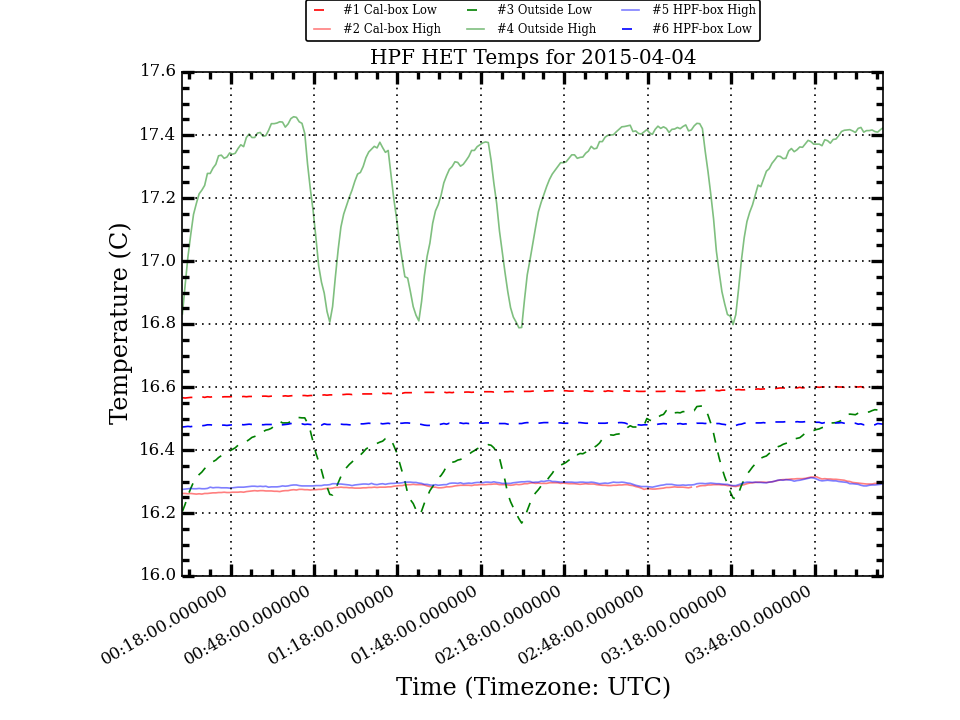 #1 Cal-box Low #3 Outside Low #5 HPF-box High
#2 Cal-box High #4 Outside High #6 HPF-box Low
HPF HET Temps for 2015-04-04
17.6
17.4
17.2
17.0
16.8
16.6
16.4
16.2
16.0
Temperature (C)
00:18:00.000000 00:48:00.000000 01:18:00.000000 01:48:00.000000 02:18:00.000000 02:48:00.000000 03:18:00.000000 03:48:00.000000
Time (Timezone: UTC)